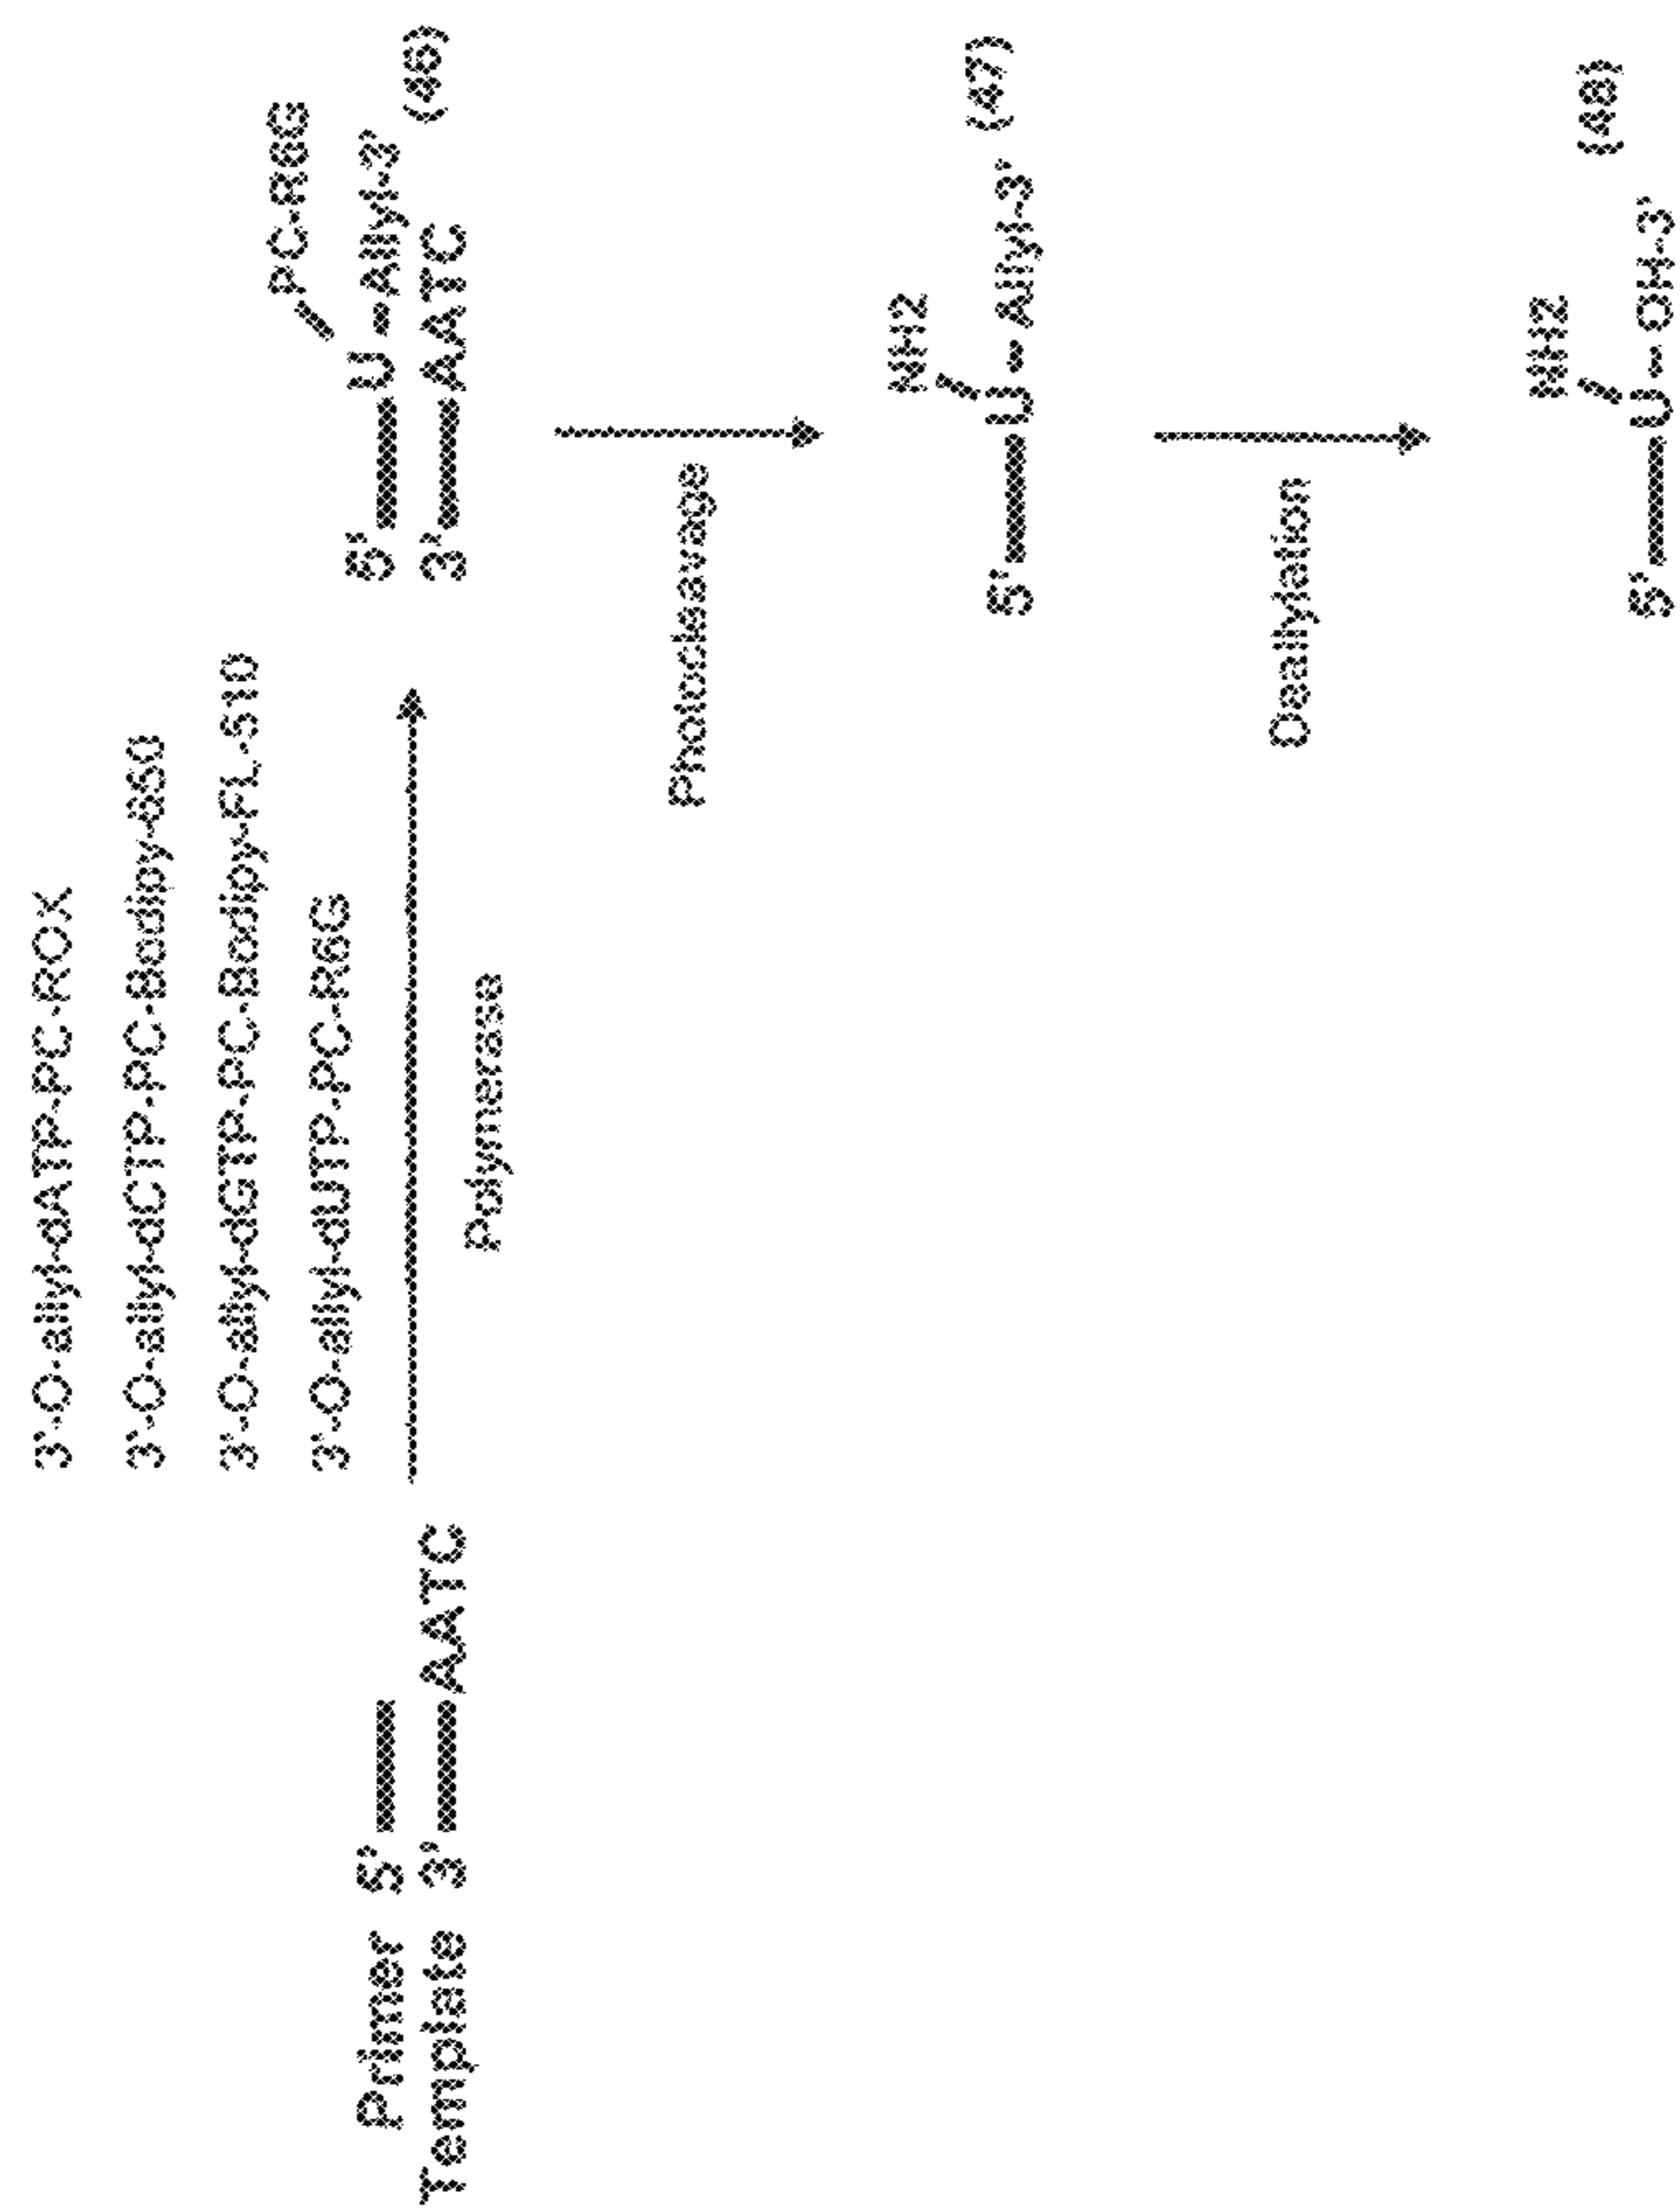 3'-O-allyl-dATP-PC-ROX
3'-O-allyl-dCTP-PC-Bodipy-650
3'-O-allyl-dGTP-PC-Bodipy-FL-510
3'-O-allyl-dUTP-PC-R6G
Polymerase
Primer 5'
Template 3' AATC
PC-R6G
5' U - Allyl-3'
3' AATC
(46)
Photocleavage
NH2
5' U - Allyl-3' (47)
Deallylation
NH2
(48)
5' U - OH-3'